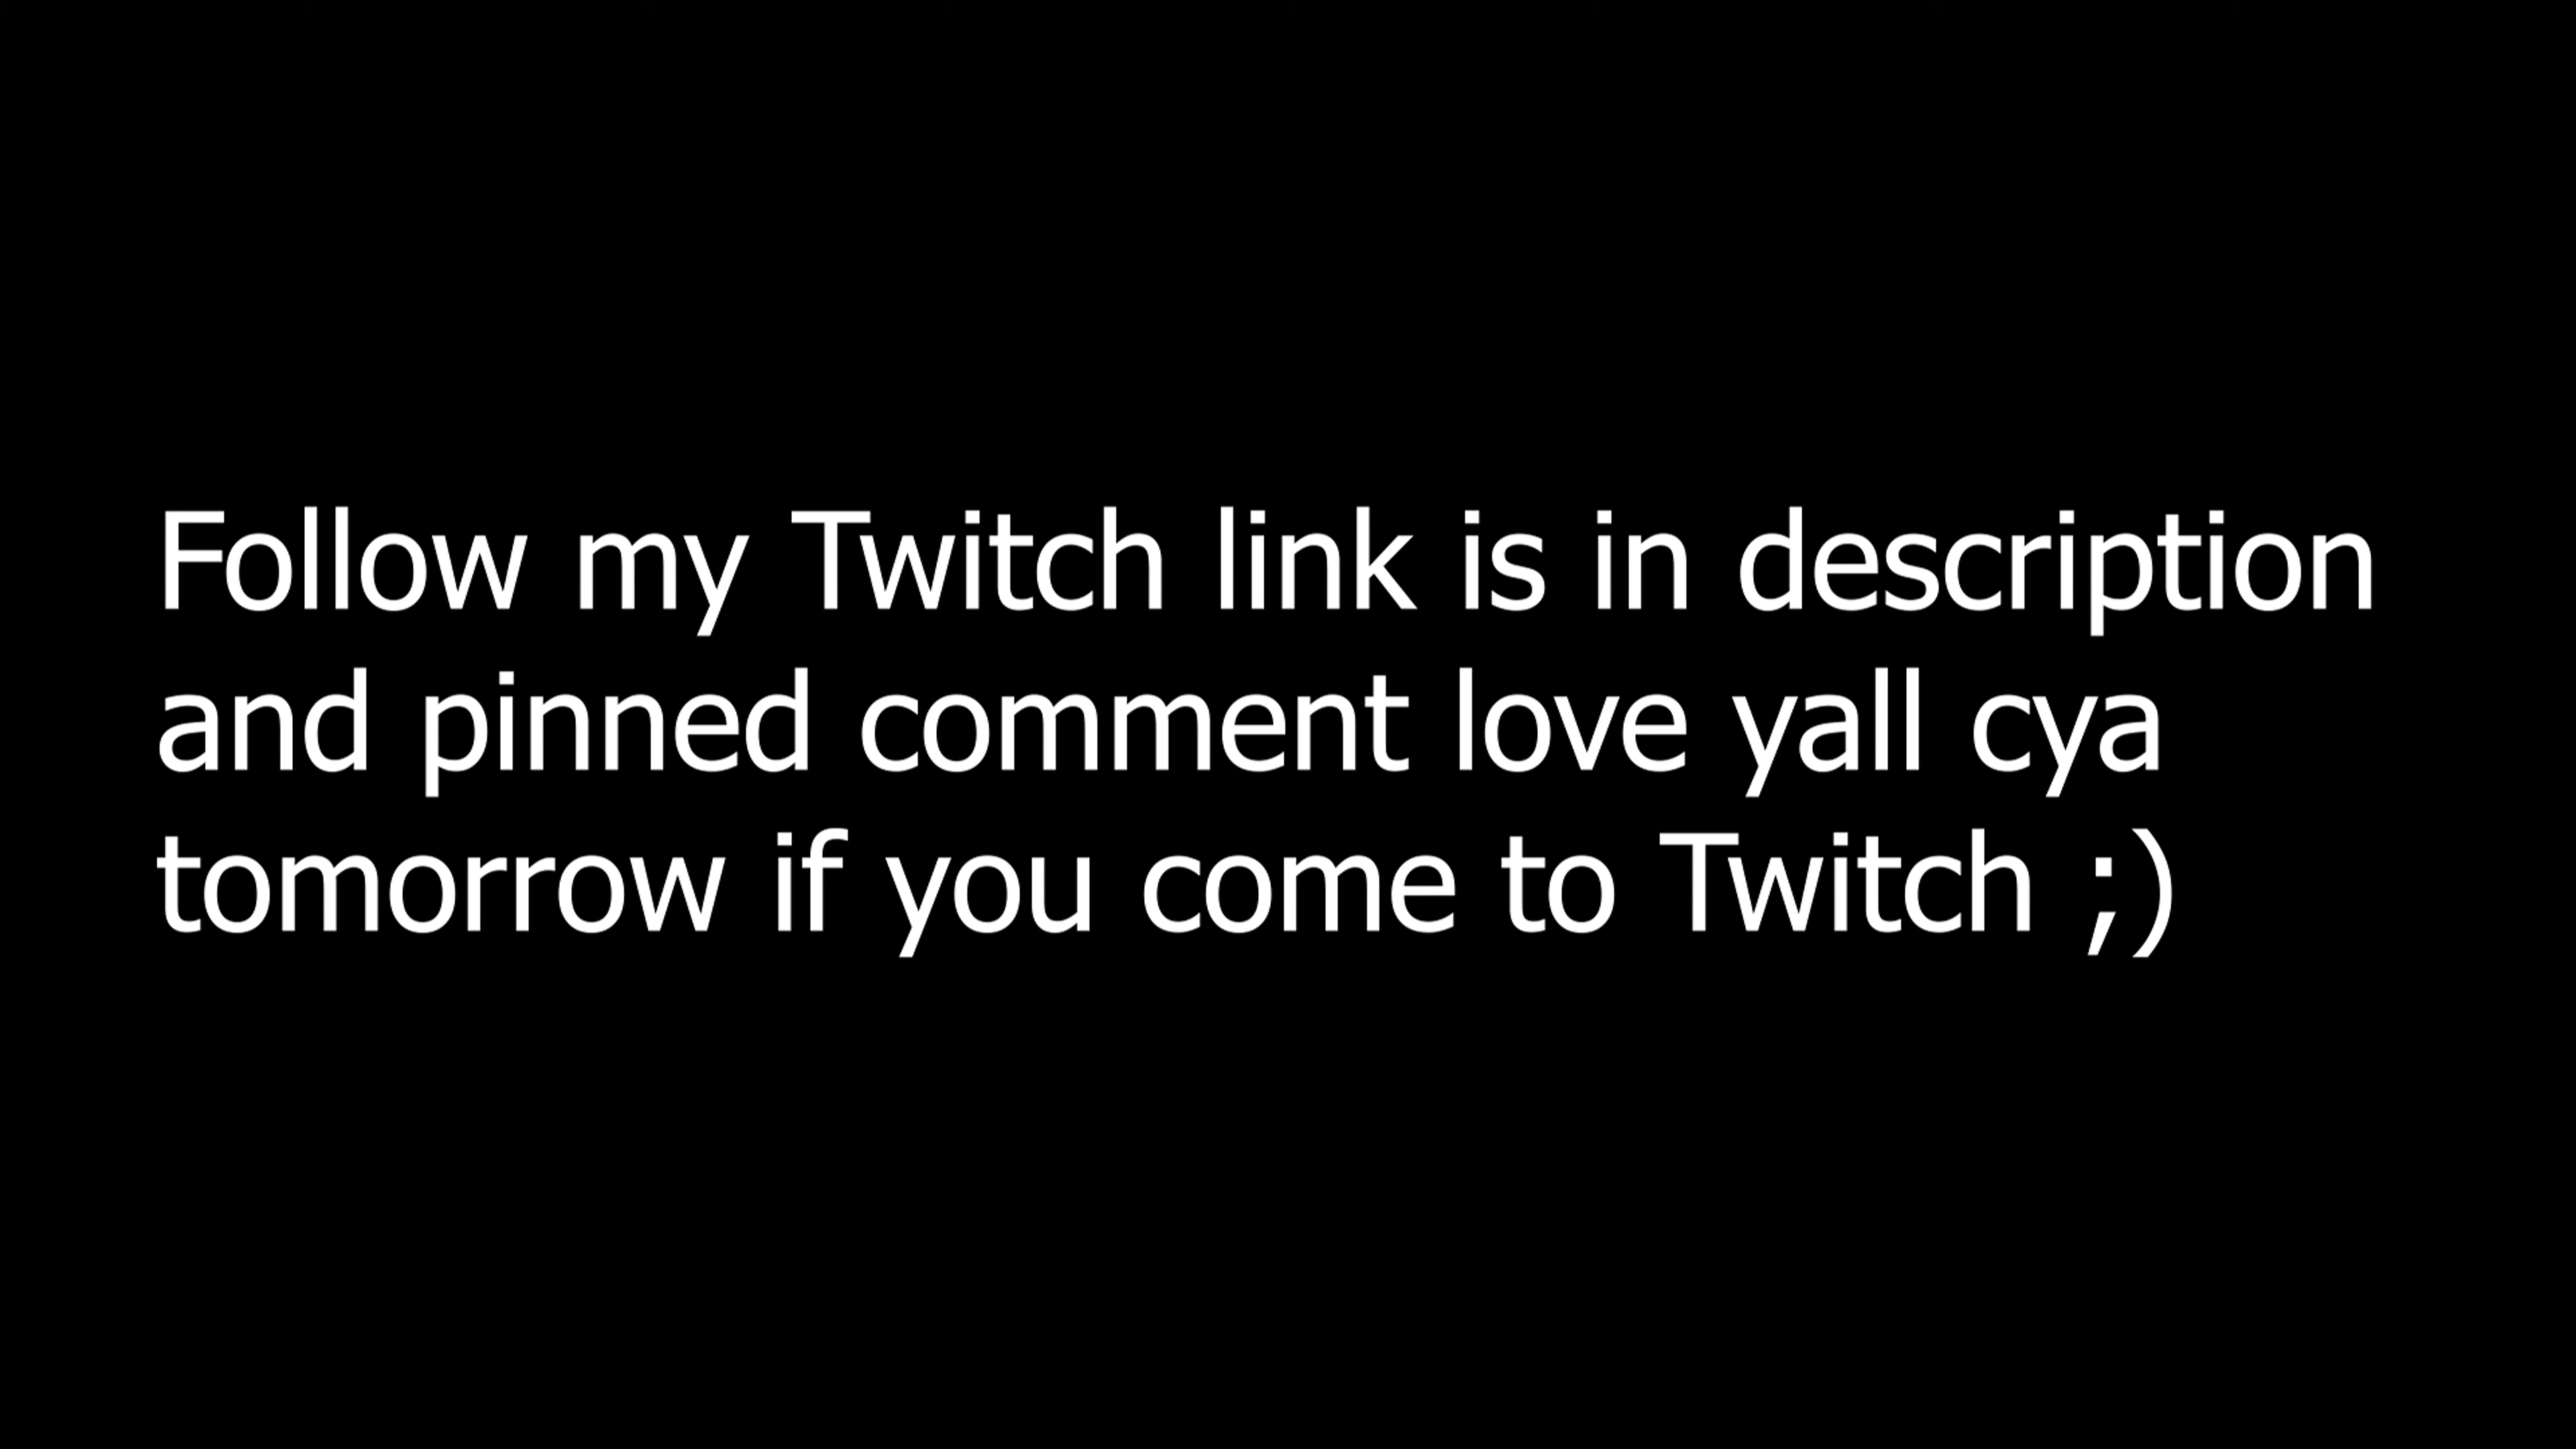 Follow my Twitch link is in description
and pinned comment love yall cya
tomorrow if you come to Twitch ;)